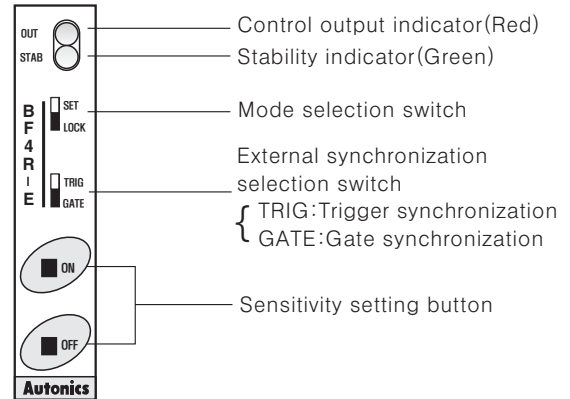 OUT
STAB
Control output indicator(Red)
Stability indicator(Green)
BF4R-E
SET
LOCK
Mode selection switch
TRIG
GATE
External synchronization
selection switch
{ TRIG:Trigger synchronization
GATE:Gate synchronization
ON
OFF
Sensitivity setting button
Autonics